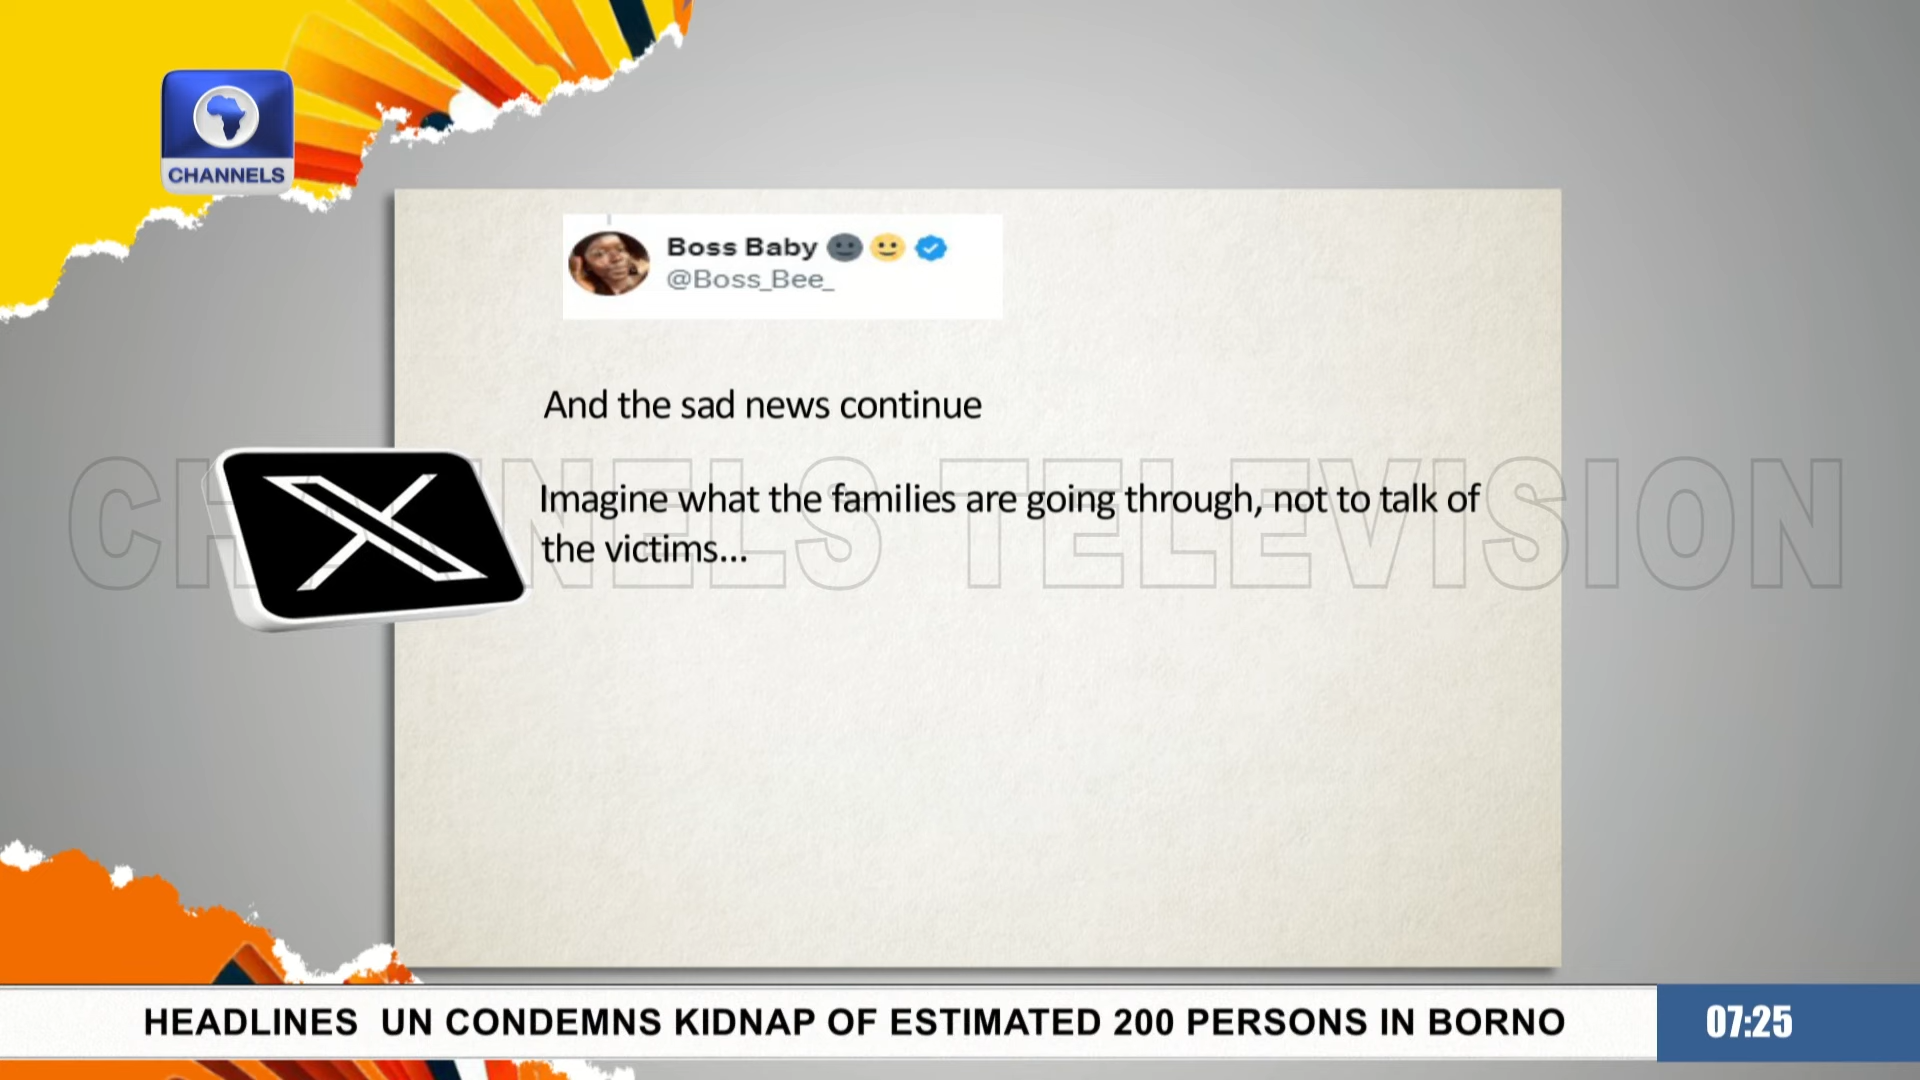 CHANNELS
Boss Baby
@Boss_Bee_
And the sad news continue
CHANNELS TELEVISION
Imagine what the families are going through, not to talk of
the victims...
HEADLINES UN CONDEMNS KIDNAP OF ESTIMATED 200 PERSONS IN BORNO
07:25